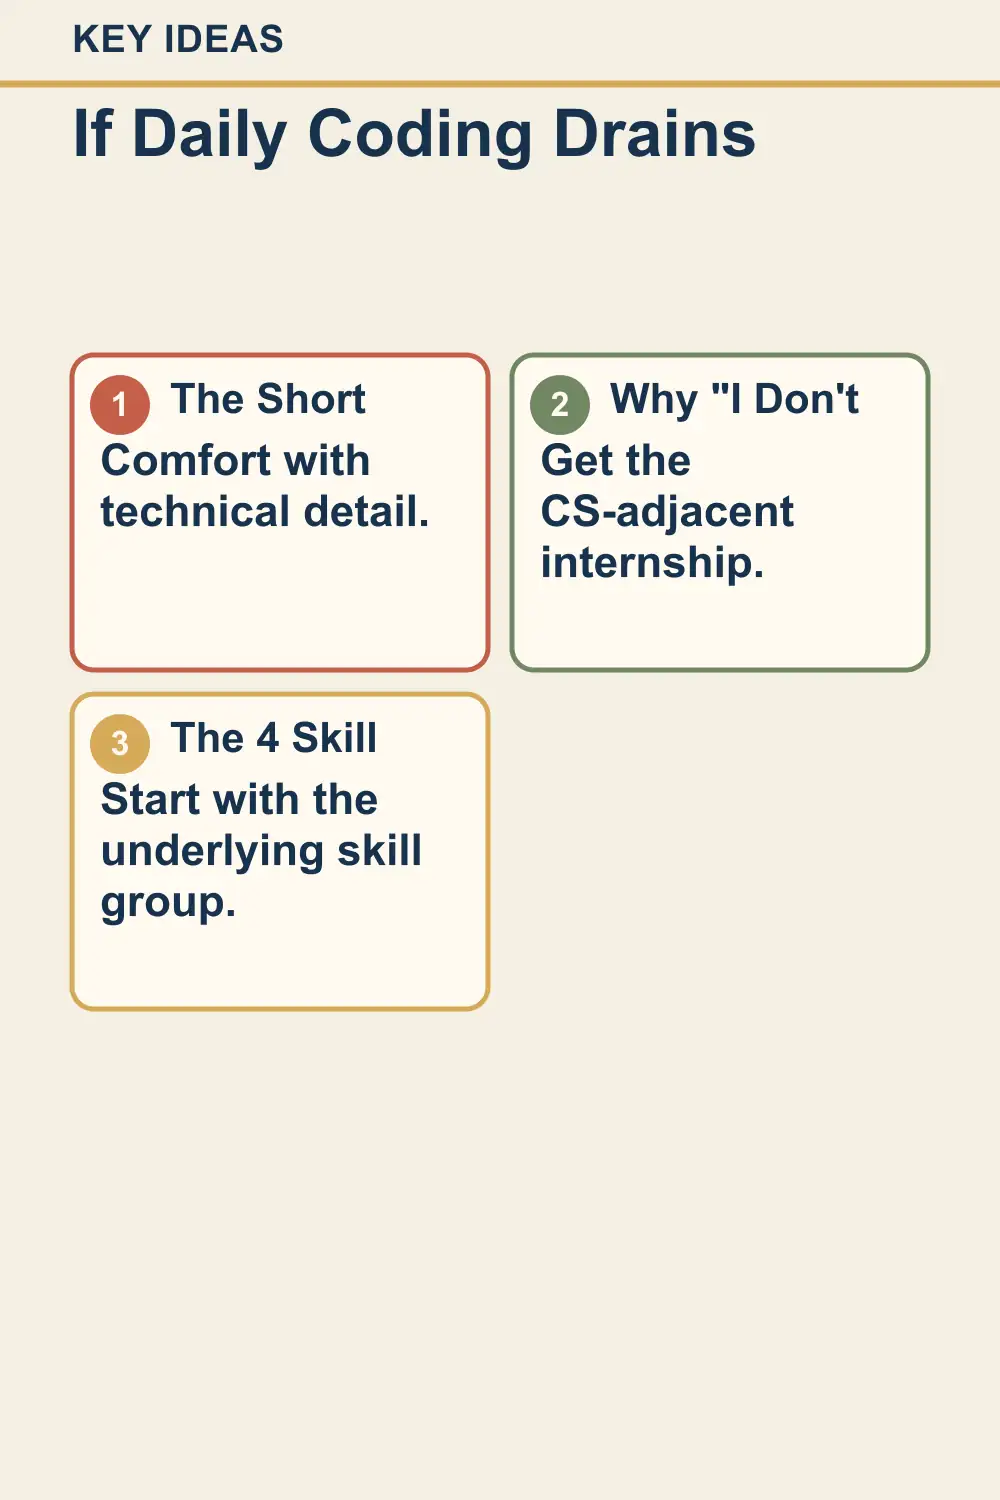 KEY IDEAS
If Daily Coding Drains
1 The Short
Comfort with
technical detail.
2 Why "I Don't
Get the
CS-adjacent
internship.
3 The 4 Skill
Start with the
underlying skill
group.